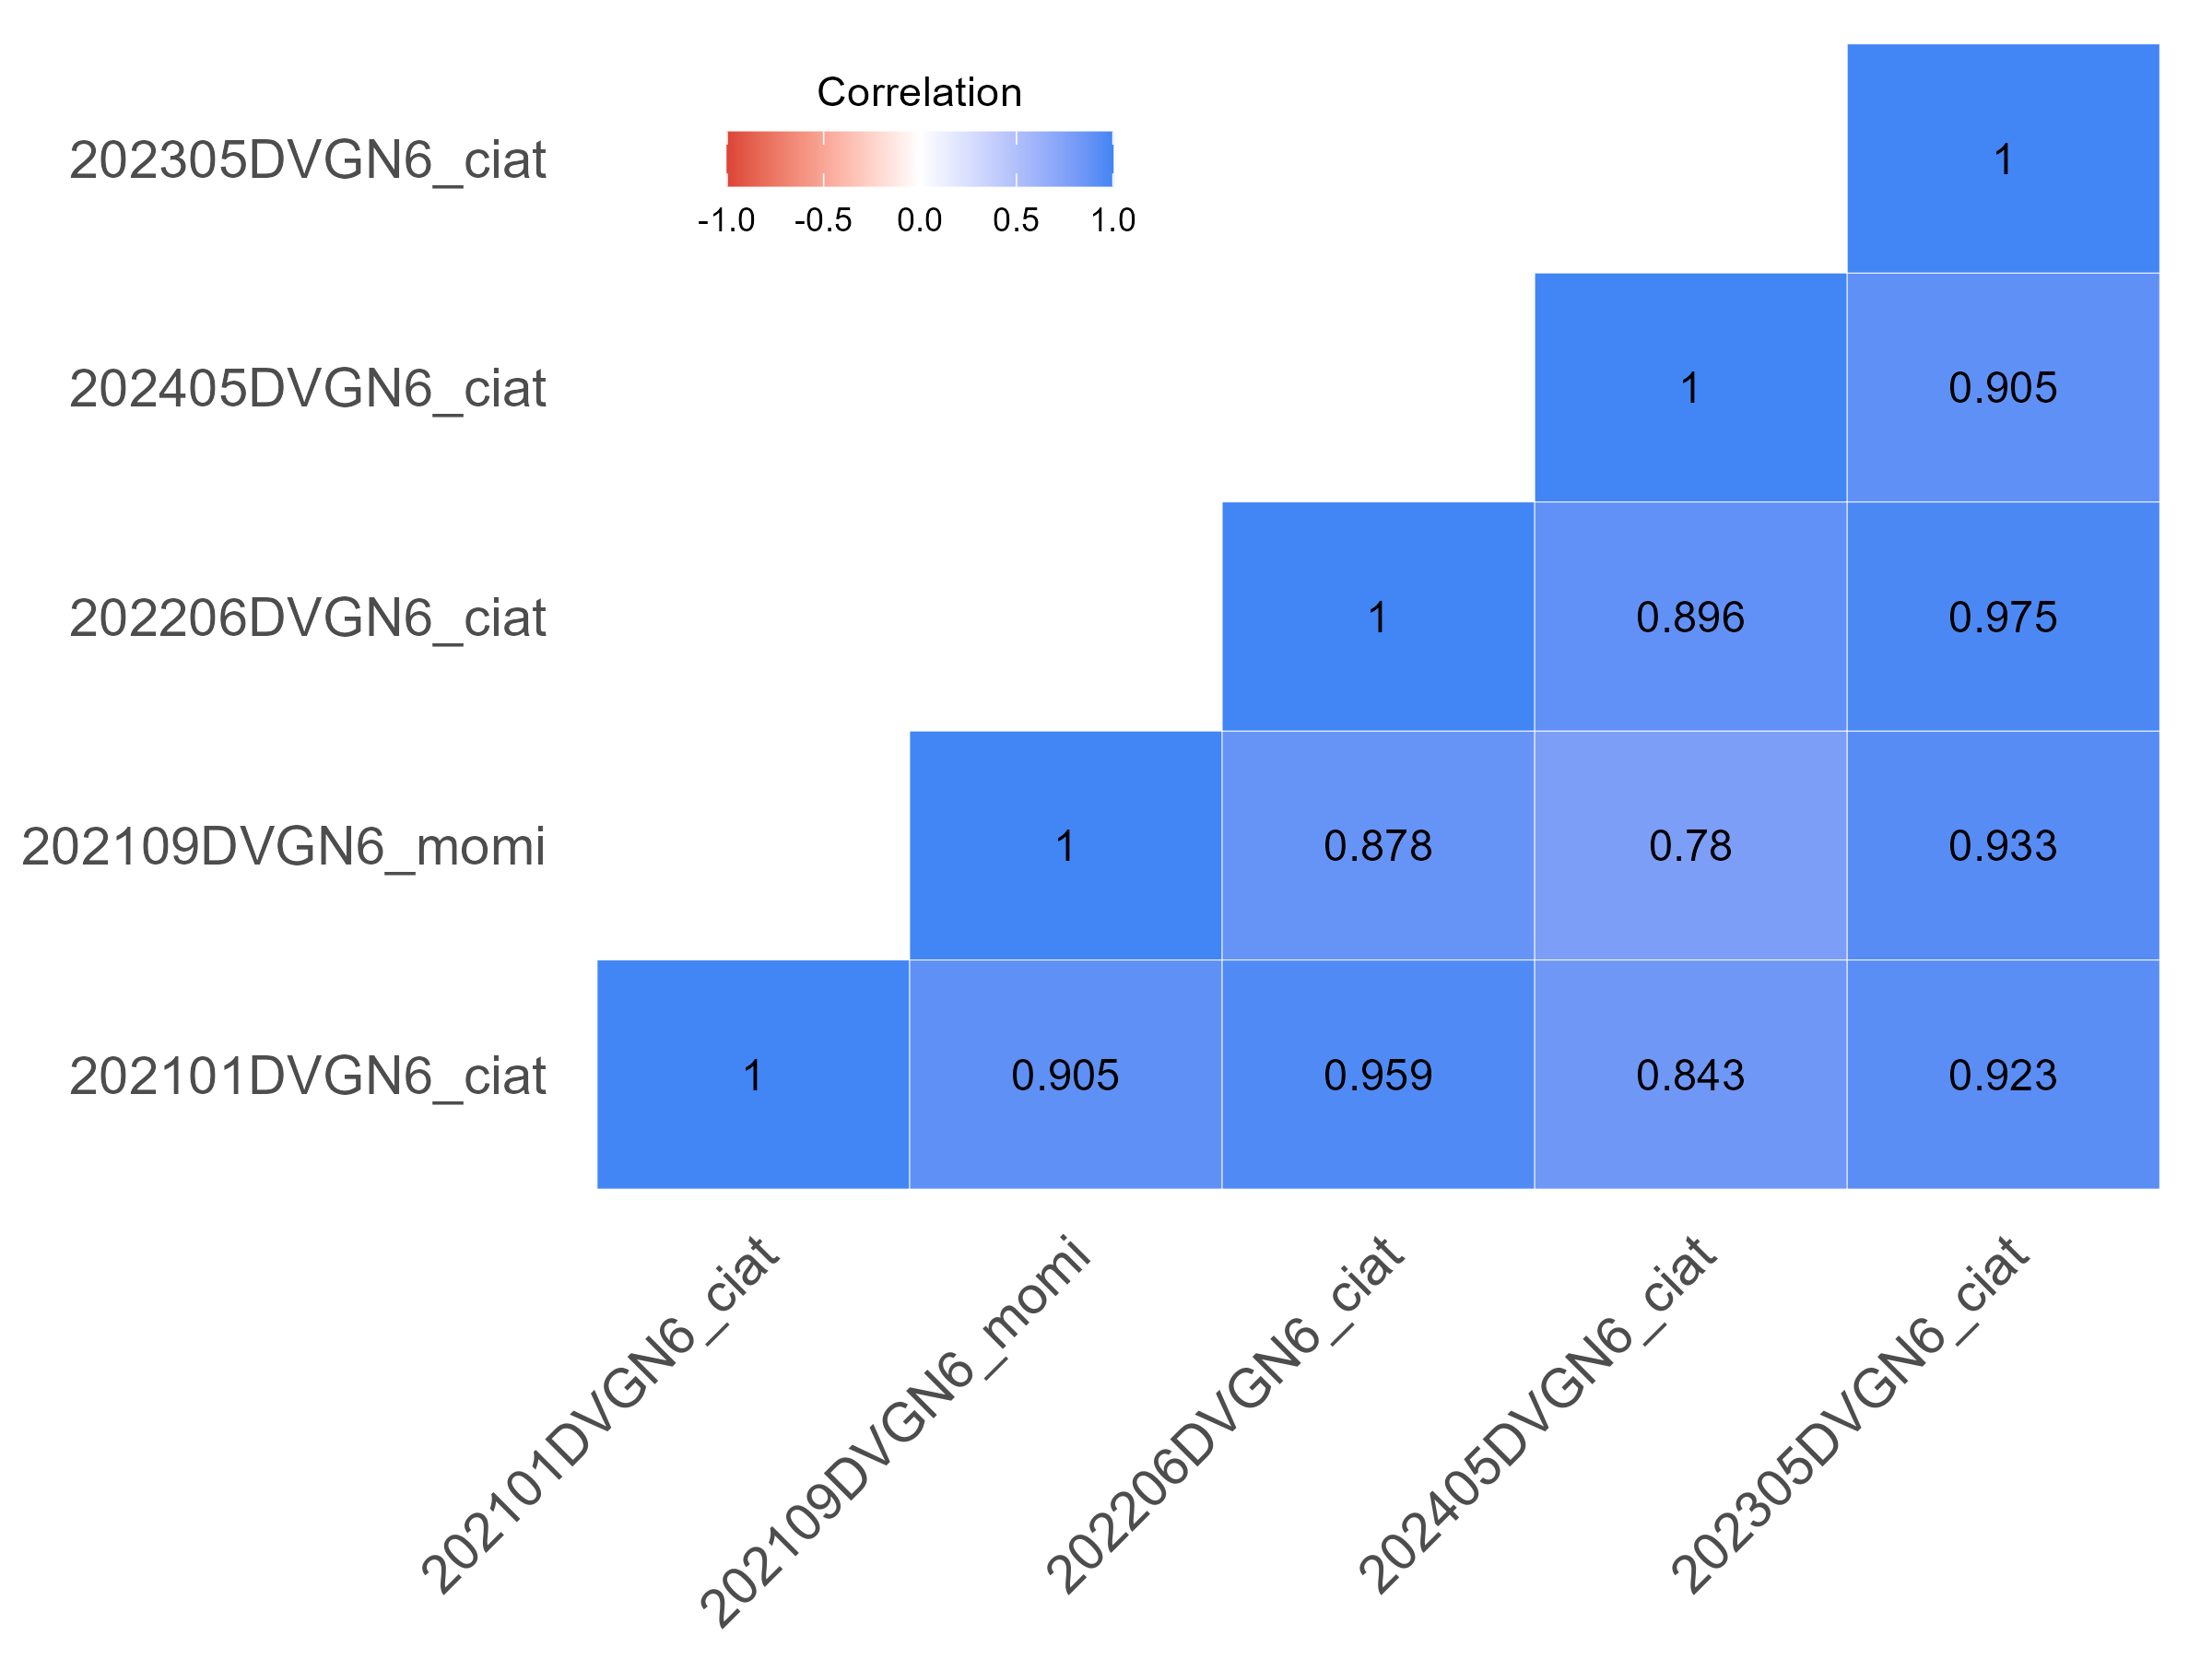 Correlation
-1.0 -0.5 0.0 0.5 1.0
202305DVGN6_ciat 1
202405DVGN6_ciat 1 0.905
202206DVGN6_ciat 1 0.896 0.975
202109DVGN6_momi 1 0.878 0.78 0.933
202101DVGN6_ciat 1 0.905 0.959 0.843 0.923
202101DVGN6_ciat
202109DVGN6_momi
202206DVGN6_ciat
202405DVGN6_ciat
202305DVGN6_ciat